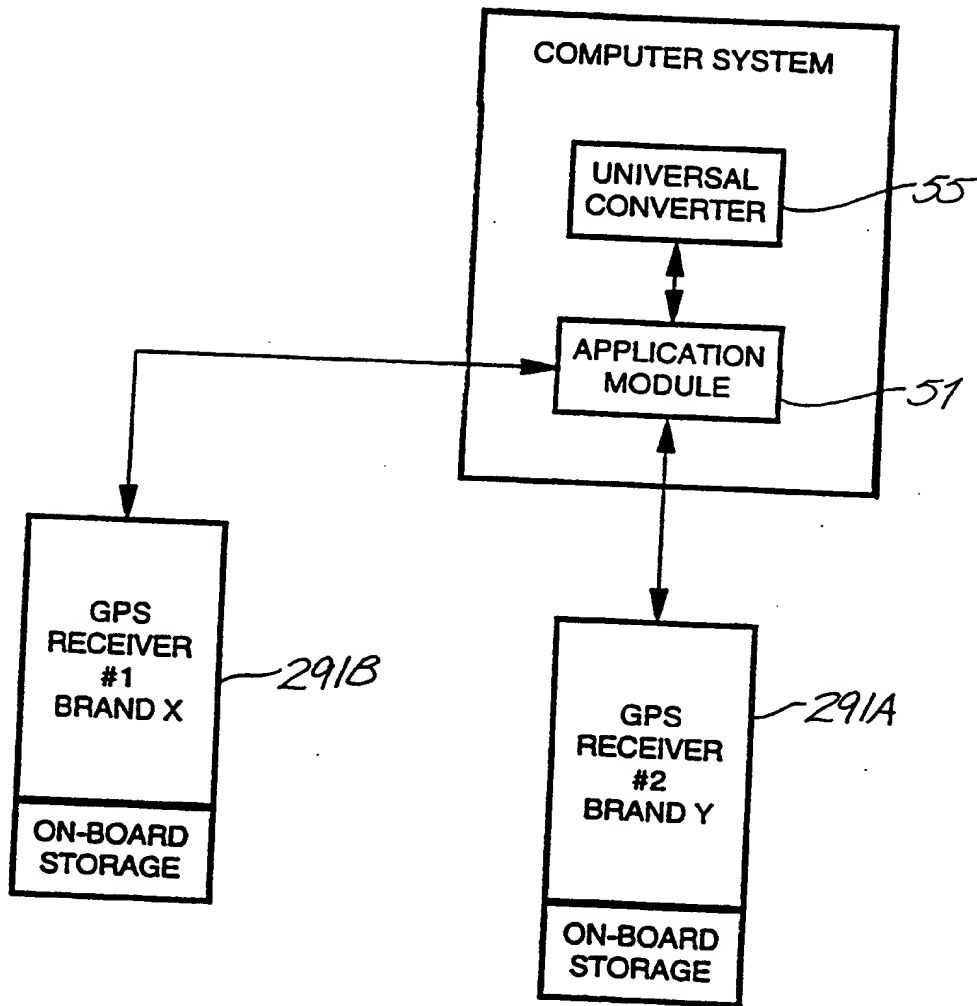 COMPUTER SYSTEM
UNIVERSAL
CONVERTER
55
APPLICATION
MODULE
51
GPS
RECEIVER
#1
BRAND X
291B
ON-BOARD
STORAGE
GPS
RECEIVER
#2
BRAND Y
291A
ON-BOARD
STORAGE